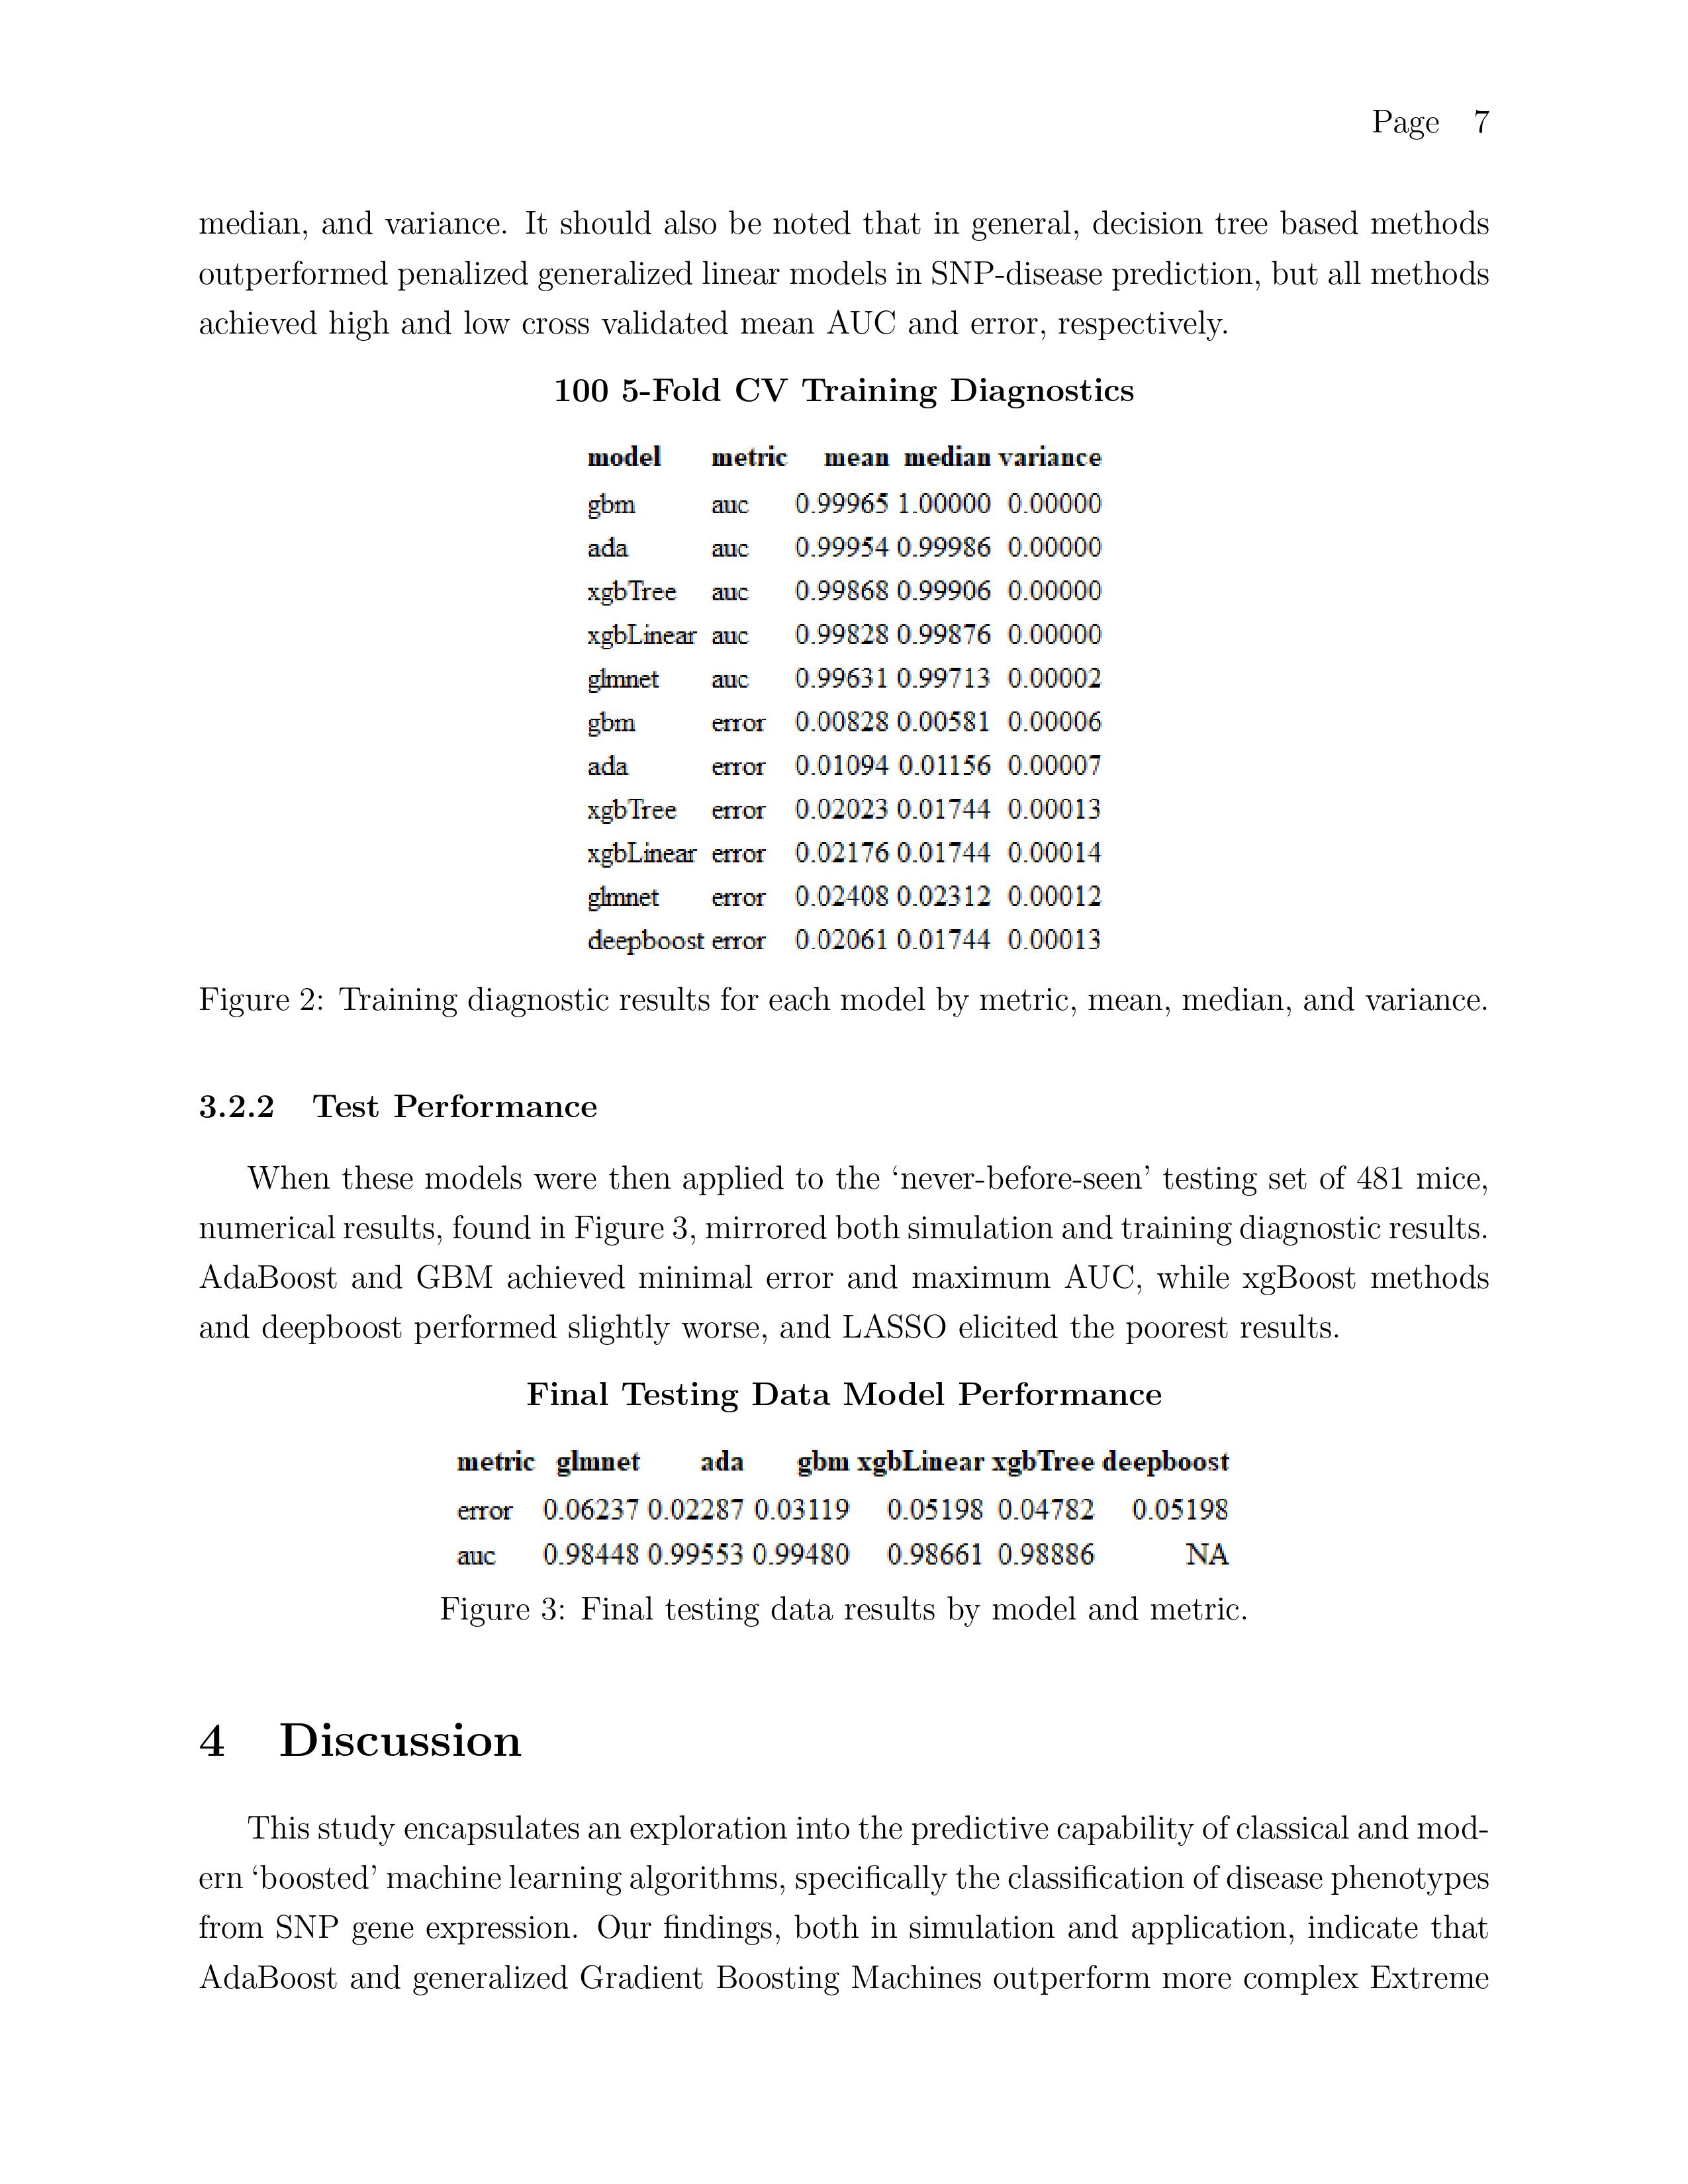 Page 7
median, and variance. It should also be noted that in general, decision tree based methods
outperformed penalized generalized linear models in SNP-disease prediction, but all methods
achieved high and low cross validated mean AUC and error, respectively.
100 5-Fold CV Training Diagnostics
model metric mean median variance
gbm auc 0.99965 1.00000 0.00000
ada auc 0.99954 0.99986 0.00000
xgbTree auc 0.99868 0.99906 0.00000
xgbLinear auc 0.99828 0.99876 0.00000
glmnet auc 0.99631 0.99713 0.00002
gbm error 0.00828 0.00581 0.00006
ada error 0.01094 0.01156 0.00007
xgbTree error 0.02023 0.01744 0.00013
xgbLinear error 0.02176 0.01744 0.00014
glmnet error 0.02408 0.02312 0.00012
deepboost error 0.02061 0.01744 0.00013
Figure 2: Training diagnostic results for each model by metric, mean, median, and variance.
3.2.2 Test Performance
When these models were then applied to the ‘never-before-seen’ testing set of 481 mice,
numerical results, found in Figure 3, mirrored both simulation and training diagnostic results.
AdaBoost and GBM achieved minimal error and maximum AUC, while xgBoost methods
and deepboost performed slightly worse, and LASSO elicited the poorest results.
Final Testing Data Model Performance
metric glmnet ada gbm xgbLinear xgbTree deepboost
error 0.06237 0.02287 0.03119 0.05198 0.04782 0.05198
auc 0.98448 0.99553 0.99480 0.98661 0.98886 NA
Figure 3: Final testing data results by model and metric.
4 Discussion
This study encapsulates an exploration into the predictive capability of classical and mod-
ern ‘boosted’ machine learning algorithms, specifically the classification of disease phenotypes
from SNP gene expression. Our findings, both in simulation and application, indicate that
AdaBoost and generalized Gradient Boosting Machines outperform more complex Extreme